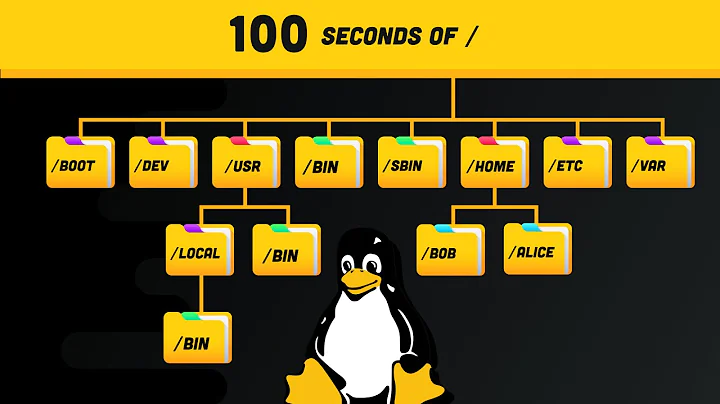 100 SECONDS OF /
/BOOT /DEV /USR /BIN /SBIN /HOME /ETC /VAR
/LOCAL /BIN /BOB /ALICE
/BIN